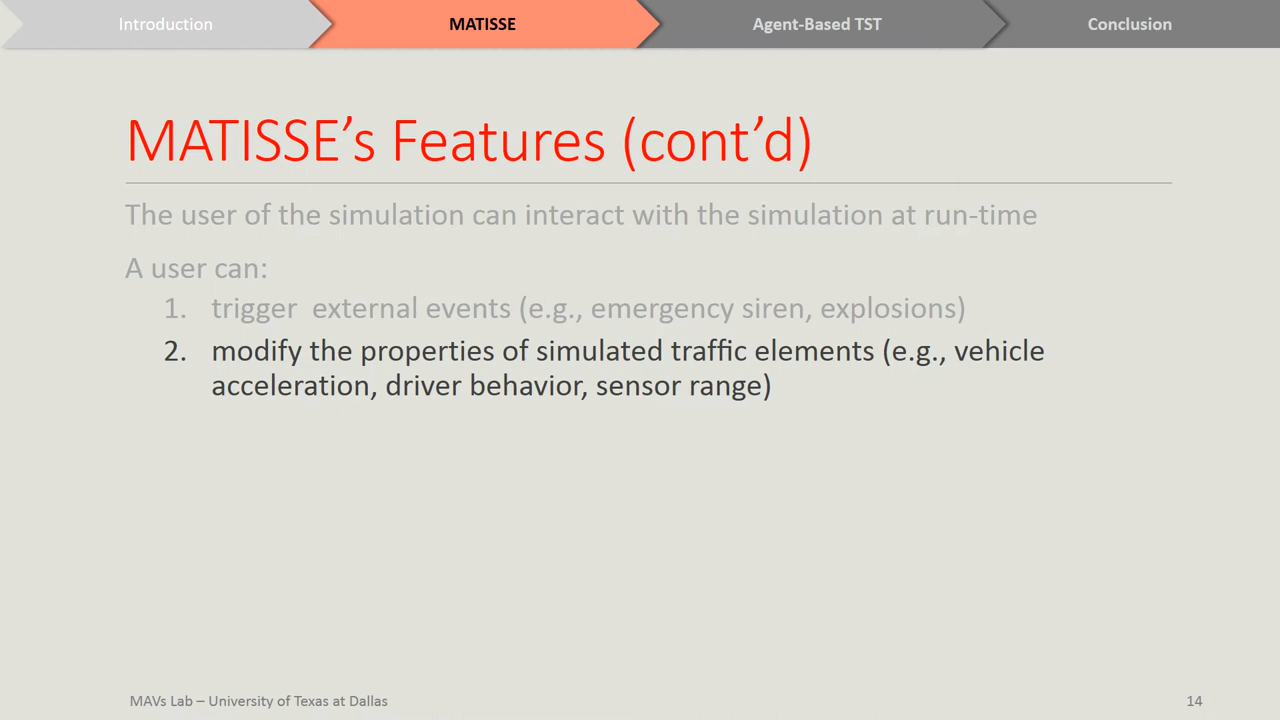 Introduction
MATISSE
Agent-Based TST
Conclusion
MATISSE’s Features (cont’d)
The user of the simulation can interact with the simulation at run-time
A user can:
1. trigger external events (e.g., emergency siren, explosions)
2. modify the properties of simulated traffic elements (e.g., vehicle
acceleration, driver behavior, sensor range)
MAVs Lab – University of Texas at Dallas
14